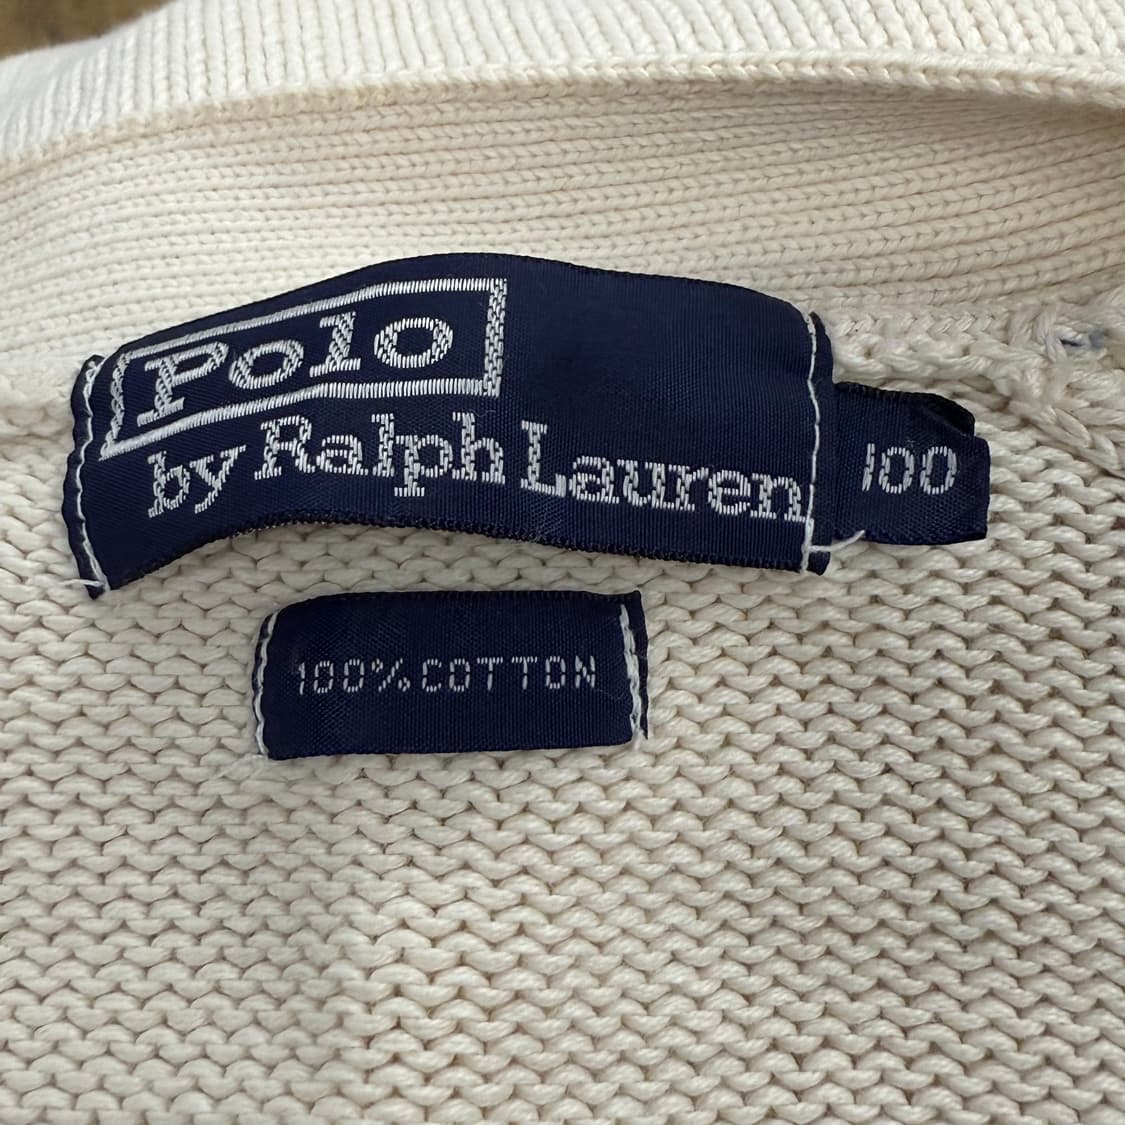 Polo
by Ralph Lauren
100
100% COTTON